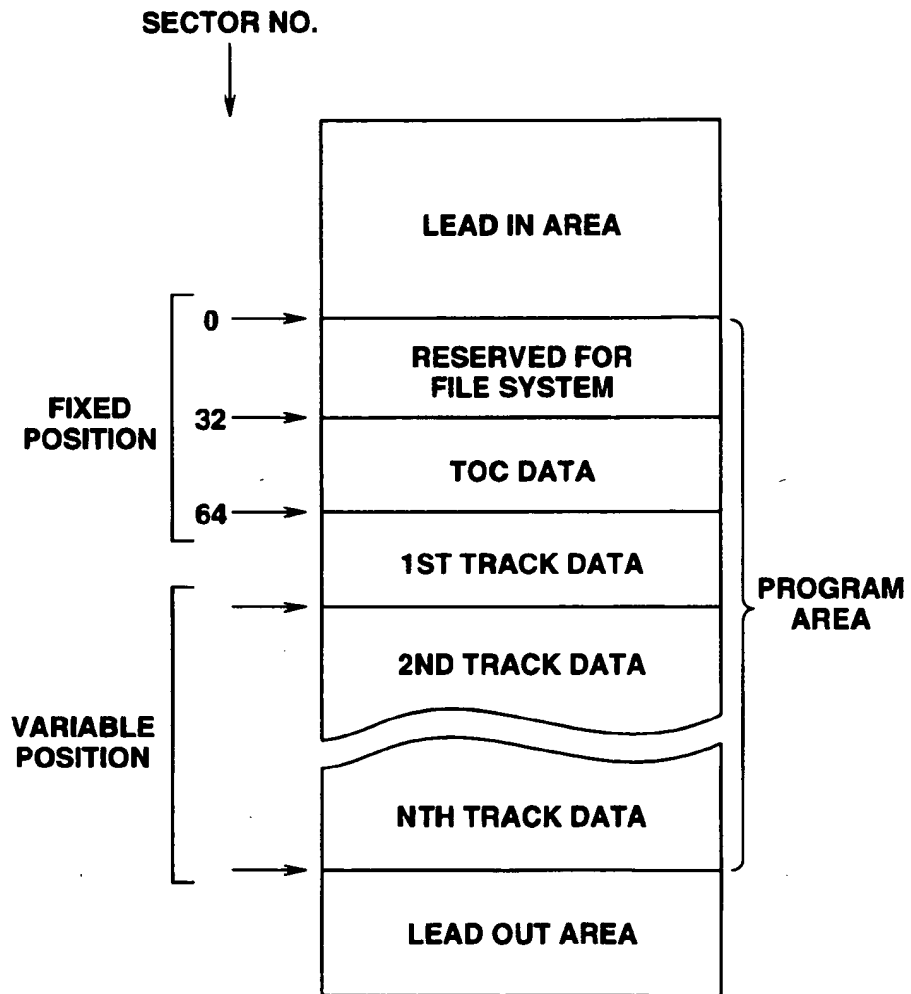 SECTOR NO.
LEAD IN AREA
0
RESERVED FOR
FILE SYSTEM
FIXED
POSITION
32
TOC DATA
64
1ST TRACK DATA
PROGRAM
AREA
2ND TRACK DATA
VARIABLE
POSITION
NTH TRACK DATA
LEAD OUT AREA